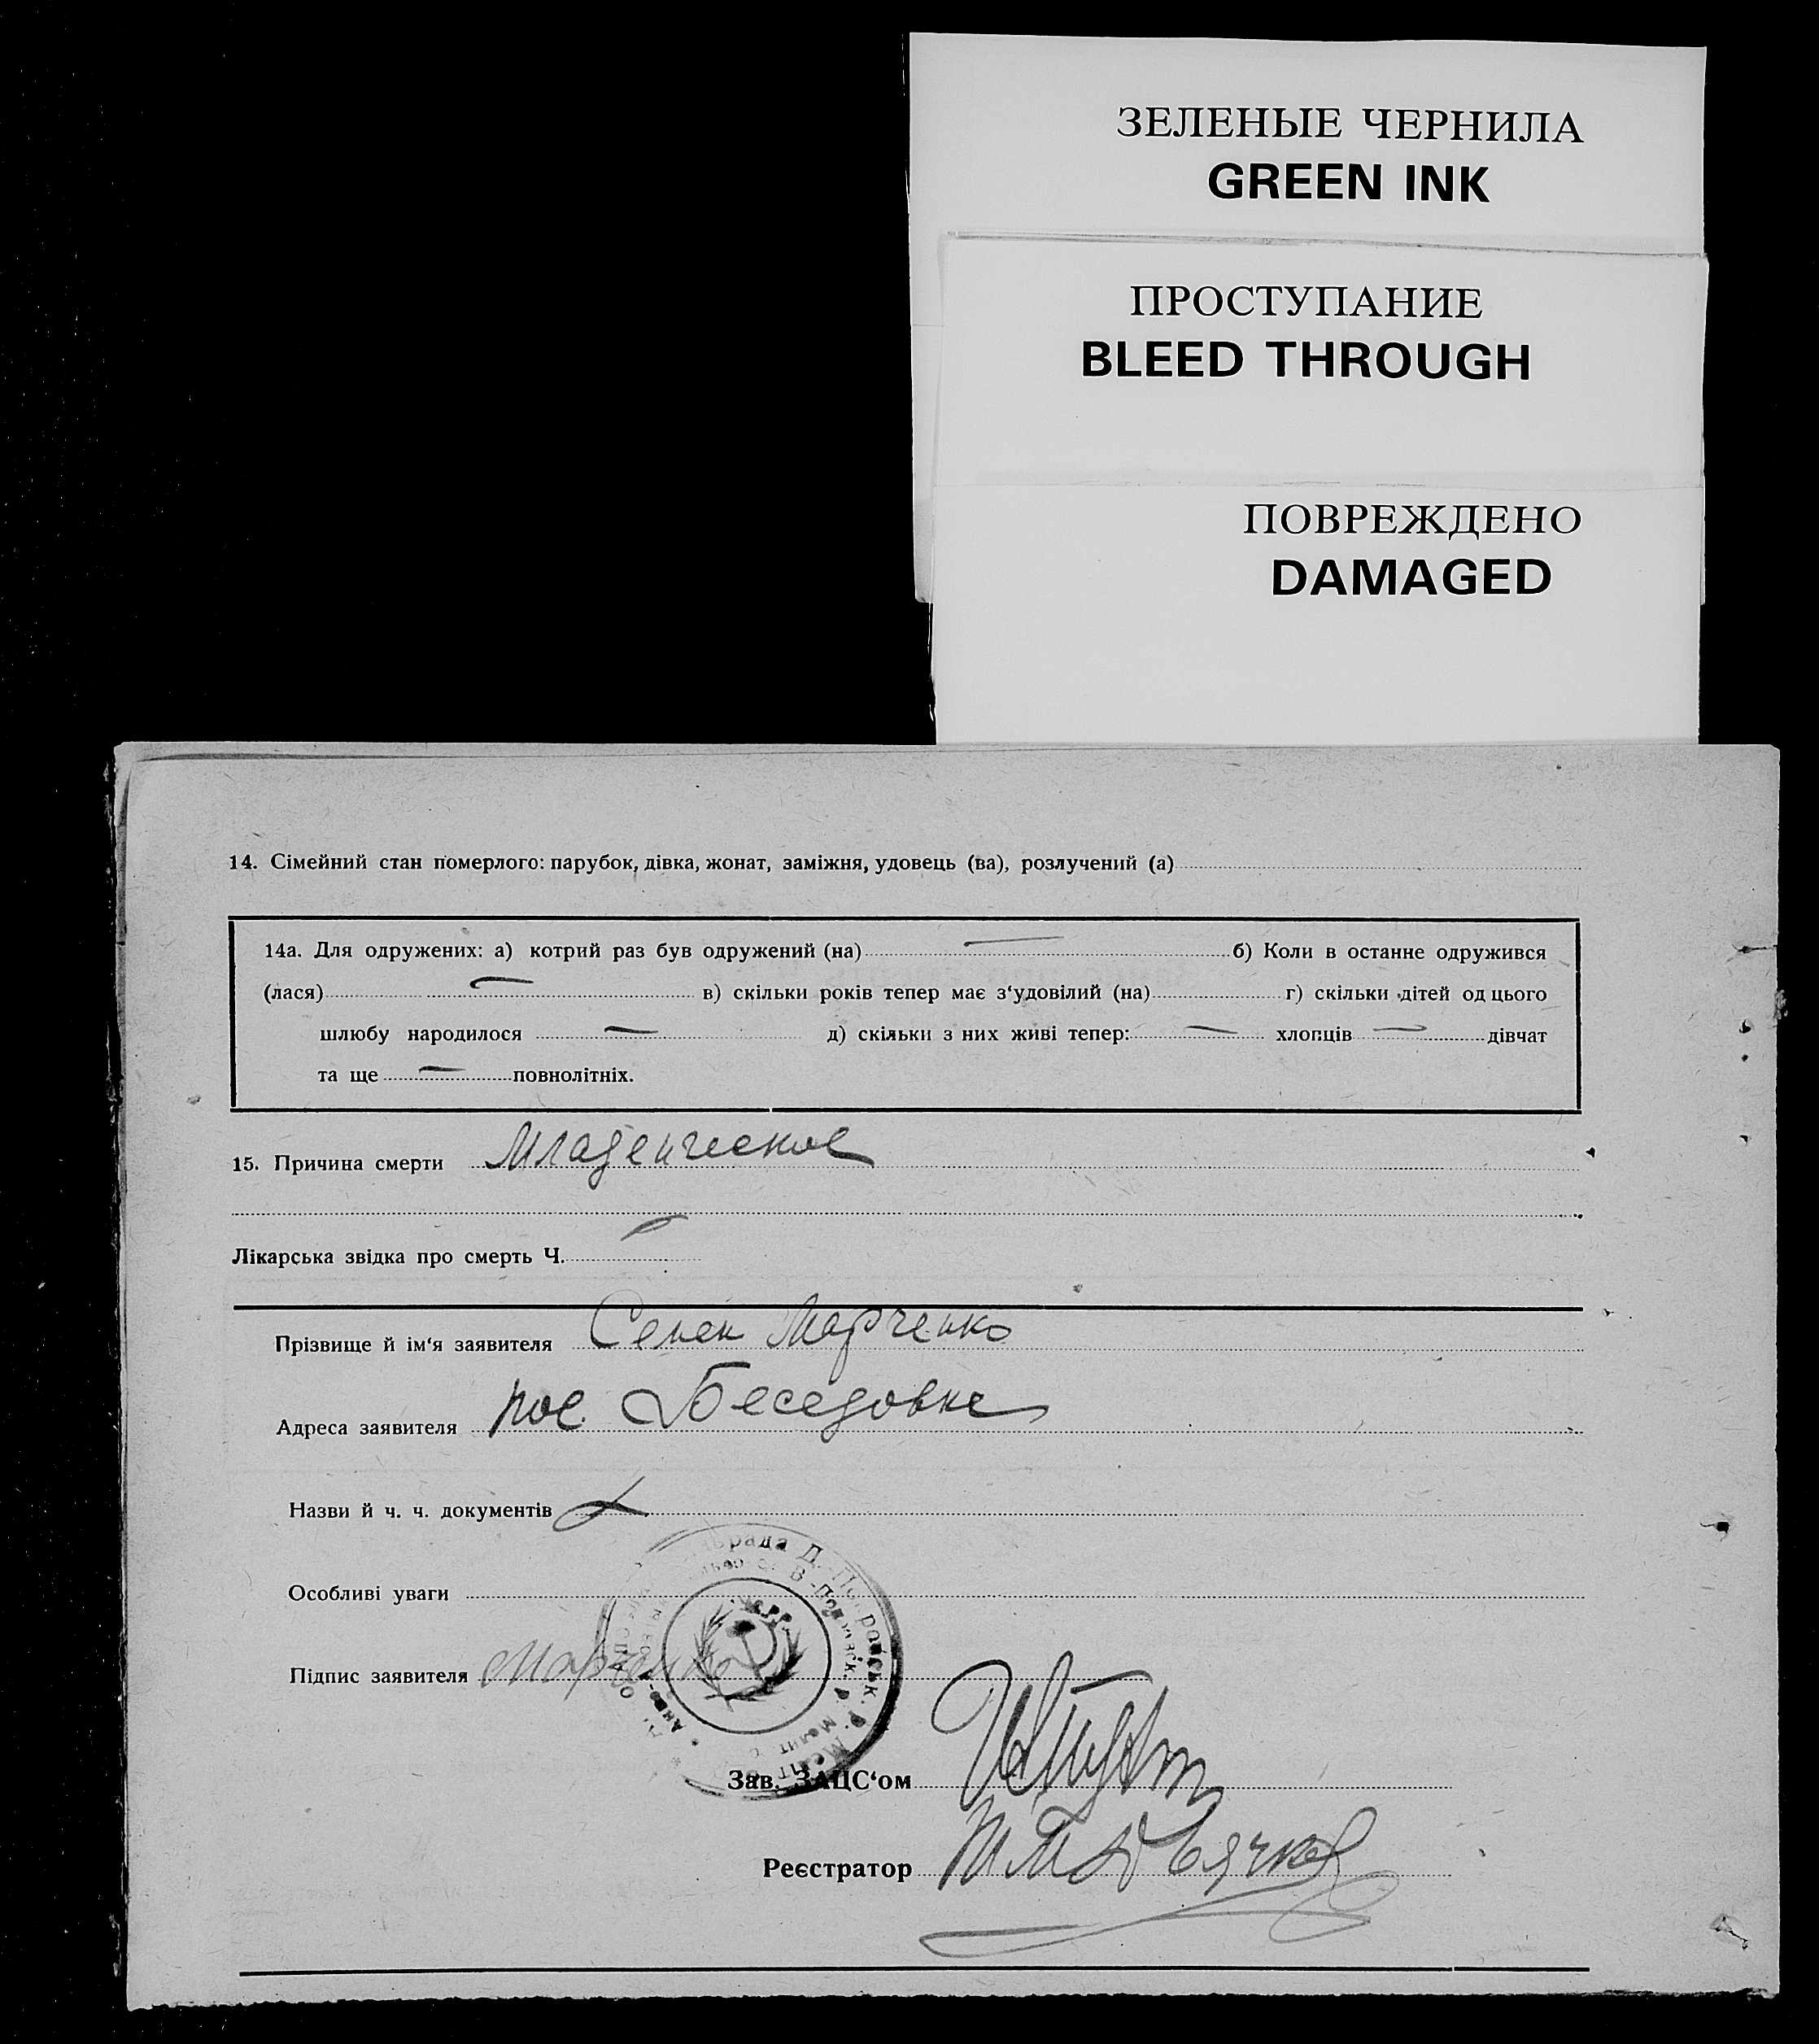 ЗЕЛЕНЫЕ ЧЕРНИЛА
GREEN INK
ПРОСТУПАНИЕ
BLEED THROUGH
ПОВРЕЖДЕНО
DAMAGED
14. Сімейний стан померлого: парубок, дівка, жонат, заміжня, удовець (ва), розлучений (а)
14а. Для одружених: а) котрий раз був одружений (на) — б) Коли в останне одружився
(лася) — в) скільки років тепер має з‘удовілий (на) г) скільки дітей од цього
шлюбу народилося — д) скільки з них живі тепер: — хлопців — дівчат
та ще — повнолітніх.
15. Причина смерти Младенческое
Лікарська звідка про смерть Ч. —
Прізвище й ім‘я заявителя Семен Марченко
Адреса заявителя пос. Беседовке
Назви й ч. ч. документів
Особливі уваги
Підпис заявителя Марченко
Зав. ЗАЦС‘ом
Реєстратор